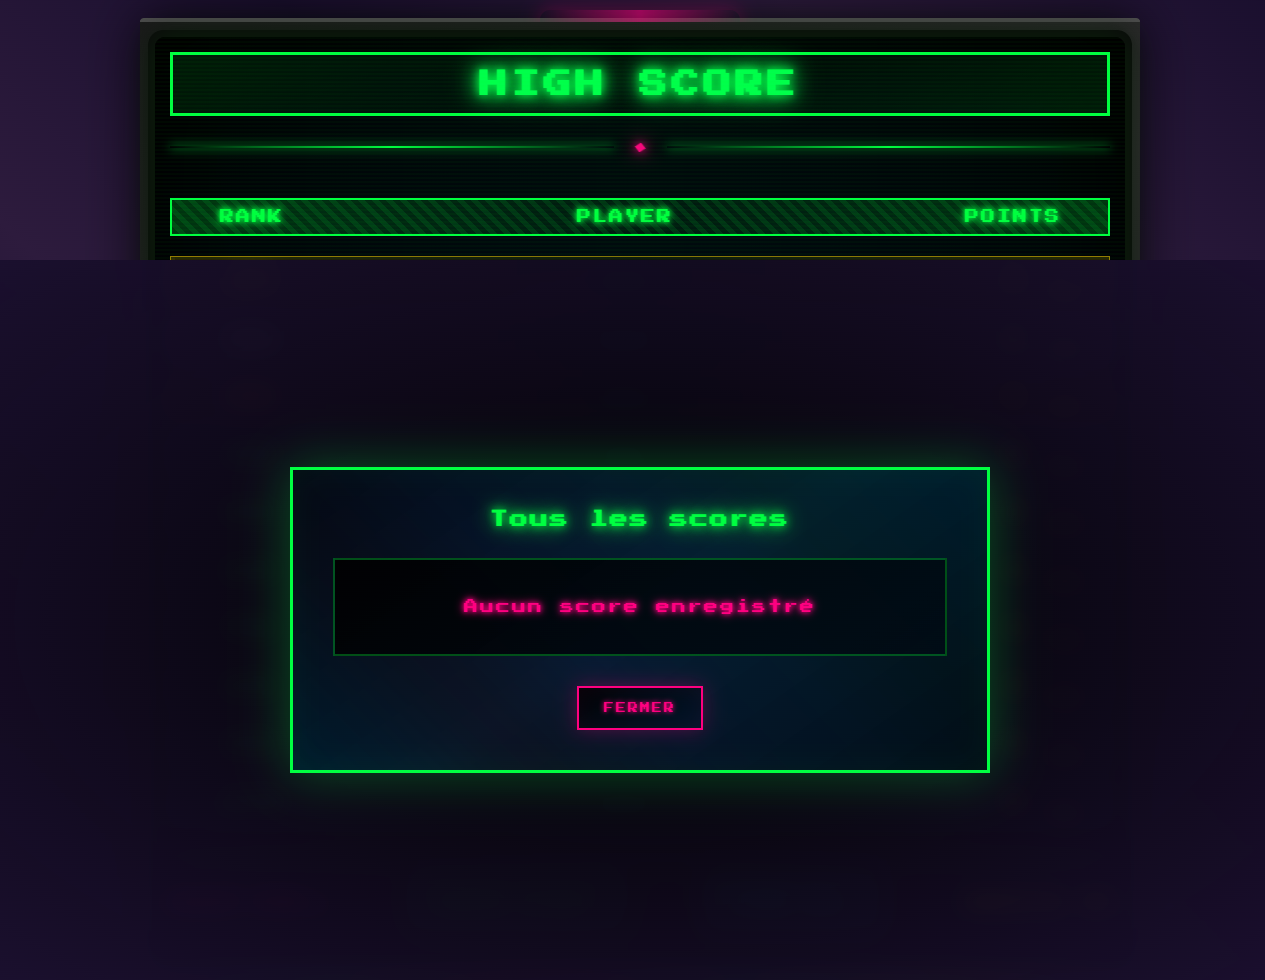 HIGH SCORE
RANK PLAYER POINTS
Tous les scores
Aucun score enregistré
FERMER